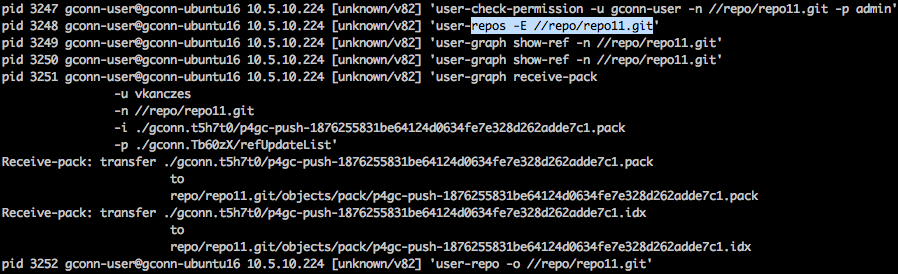 pid 3247 gconn-user@gconn-ubuntu16 10.5.10.224 [unknown/v82] 'user-check-permission -u gconn-user -n //repo/repo11.git -p admin'
pid 3248 gconn-user@gconn-ubuntu16 10.5.10.224 [unknown/v82] 'user-repos -E //repo/repo11.git'
pid 3249 gconn-user@gconn-ubuntu16 10.5.10.224 [unknown/v82] 'user-graph show-ref -n //repo/repo11.git'
pid 3250 gconn-user@gconn-ubuntu16 10.5.10.224 [unknown/v82] 'user-graph show-ref -n //repo/repo11.git'
pid 3251 gconn-user@gconn-ubuntu16 10.5.10.224 [unknown/v82] 'user-graph receive-pack
-u vkanczes
-n //repo/repo11.git
-i ./gconn.t5h7t0/p4gc-push-1876255831be64124d0634fe7e328d262adde7c1.pack
-p ./gconn.Tb60zX/refUpdateList'
Receive-pack: transfer ./gconn.t5h7t0/p4gc-push-1876255831be64124d0634fe7e328d262adde7c1.pack
to
repo/repo11.git/objects/pack/p4gc-push-1876255831be64124d0634fe7e328d262adde7c1.pack
Receive-pack: transfer ./gconn.t5h7t0/p4gc-push-1876255831be64124d0634fe7e328d262adde7c1.idx
to
repo/repo11.git/objects/pack/p4gc-push-1876255831be64124d0634fe7e328d262adde7c1.idx
pid 3252 gconn-user@gconn-ubuntu16 10.5.10.224 [unknown/v82] 'user-repo -o //repo/repo11.git'